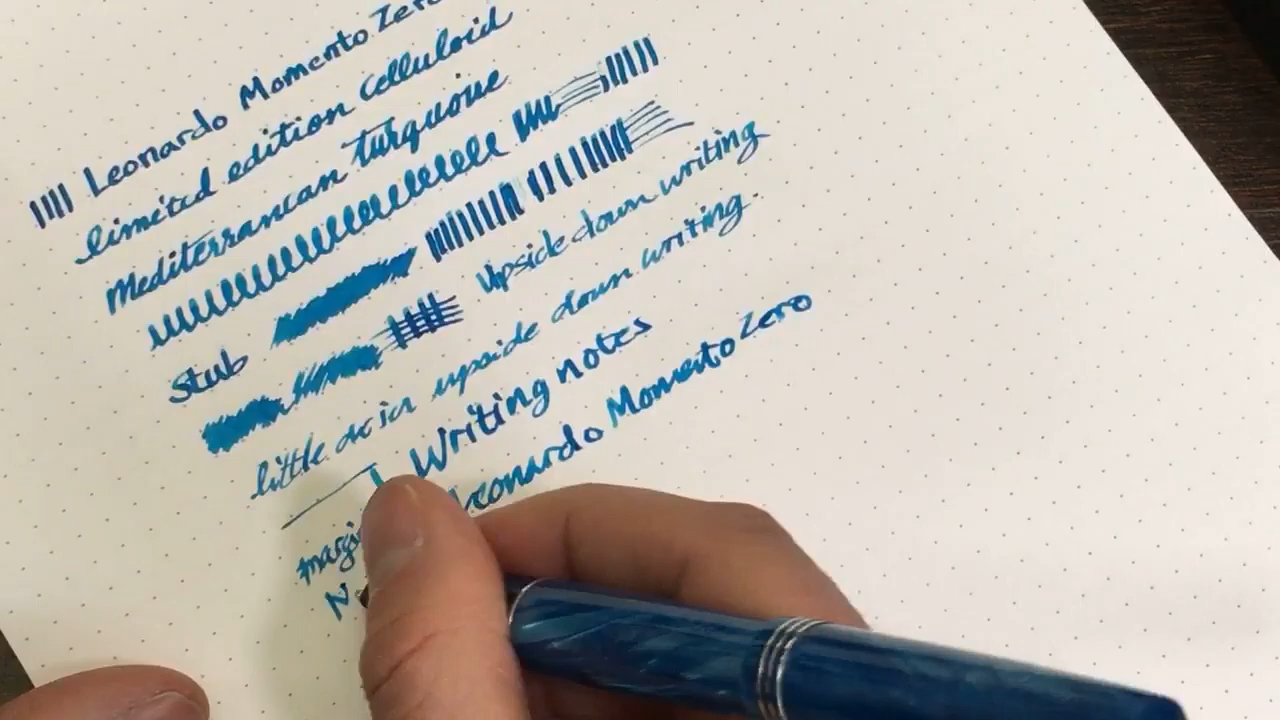 Leonardo Momento Zero
limited edition celluloid
Mediterranean turquoise
Stub
Upside down writing
little upside down writing.
Writing notes
Leonardo Momento Zero
N